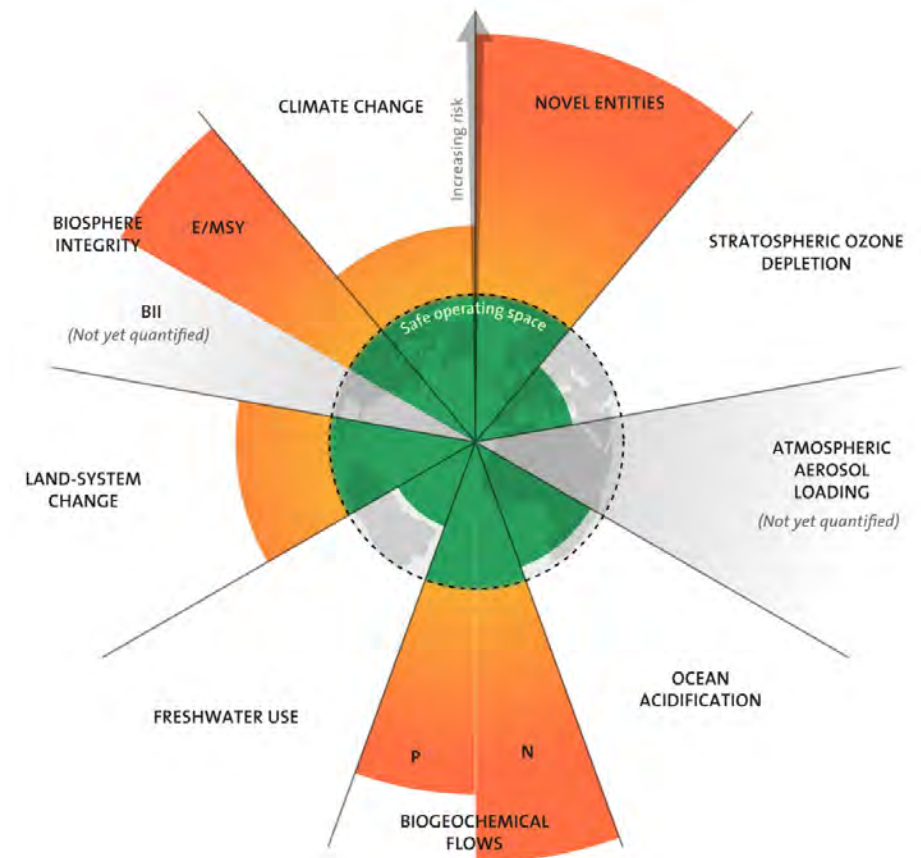 CLIMATE CHANGE
Increasing risk
NOVEL ENTITIES
STRATOSPHERIC OZONE
DEPLETION
BIOSPHERE
INTEGRITY
E/MSY
BII
(Not yet quantified)
Safe operating space
ATMOSPHERIC
AEROSOL
LOADING
(Not yet quantified)
LAND-SYSTEM
CHANGE
OCEAN
ACIDIFICATION
FRESHWATER USE
P
N
BIOGEOCHEMICAL
FLOWS